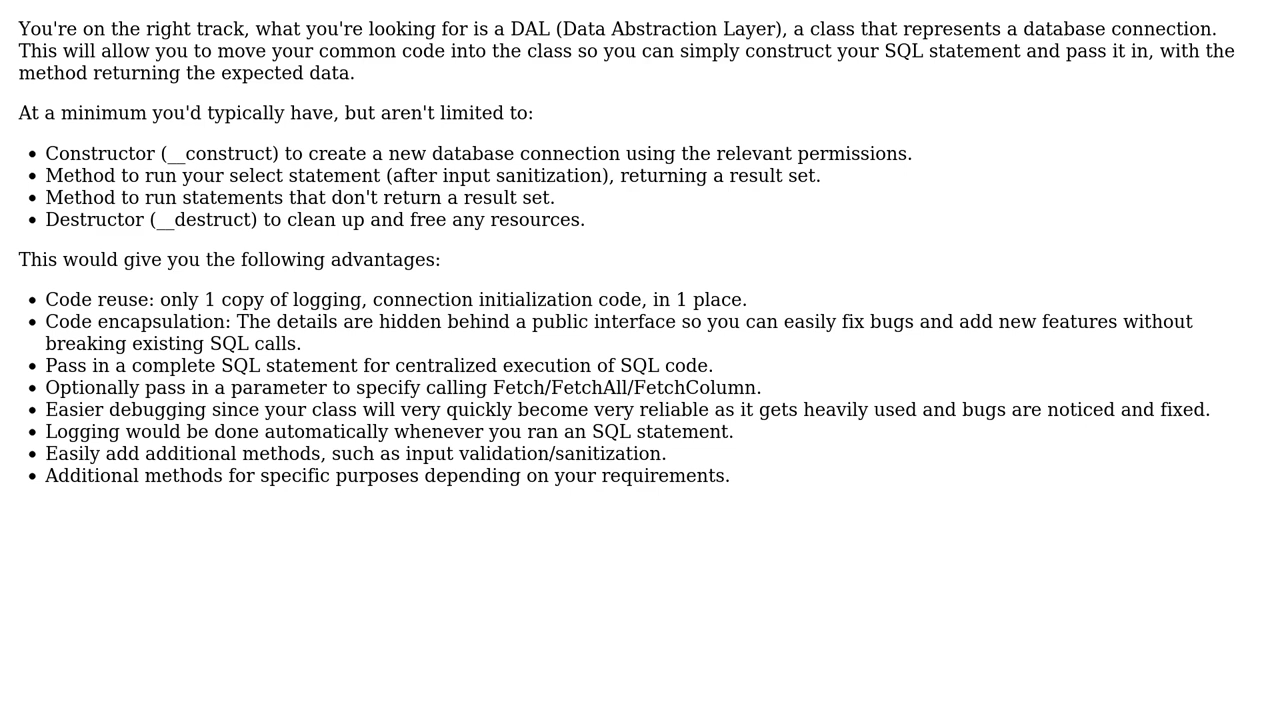 You're on the right track, what you're looking for is a DAL (Data Abstraction Layer), a class that represents a database connection.
This will allow you to move your common code into the class so you can simply construct your SQL statement and pass it in, with the
method returning the expected data.
At a minimum you'd typically have, but aren't limited to:
• Constructor (__construct) to create a new database connection using the relevant permissions.
• Method to run your select statement (after input sanitization), returning a result set.
• Method to run statements that don't return a result set.
• Destructor (__destruct) to clean up and free any resources.
This would give you the following advantages:
• Code reuse: only 1 copy of logging, connection initialization code, in 1 place.
• Code encapsulation: The details are hidden behind a public interface so you can easily fix bugs and add new features without
breaking existing SQL calls.
• Pass in a complete SQL statement for centralized execution of SQL code.
• Optionally pass in a parameter to specify calling Fetch/FetchAll/FetchColumn.
• Easier debugging since your class will very quickly become very reliable as it gets heavily used and bugs are noticed and fixed.
• Logging would be done automatically whenever you ran an SQL statement.
• Easily add additional methods, such as input validation/sanitization.
• Additional methods for specific purposes depending on your requirements.